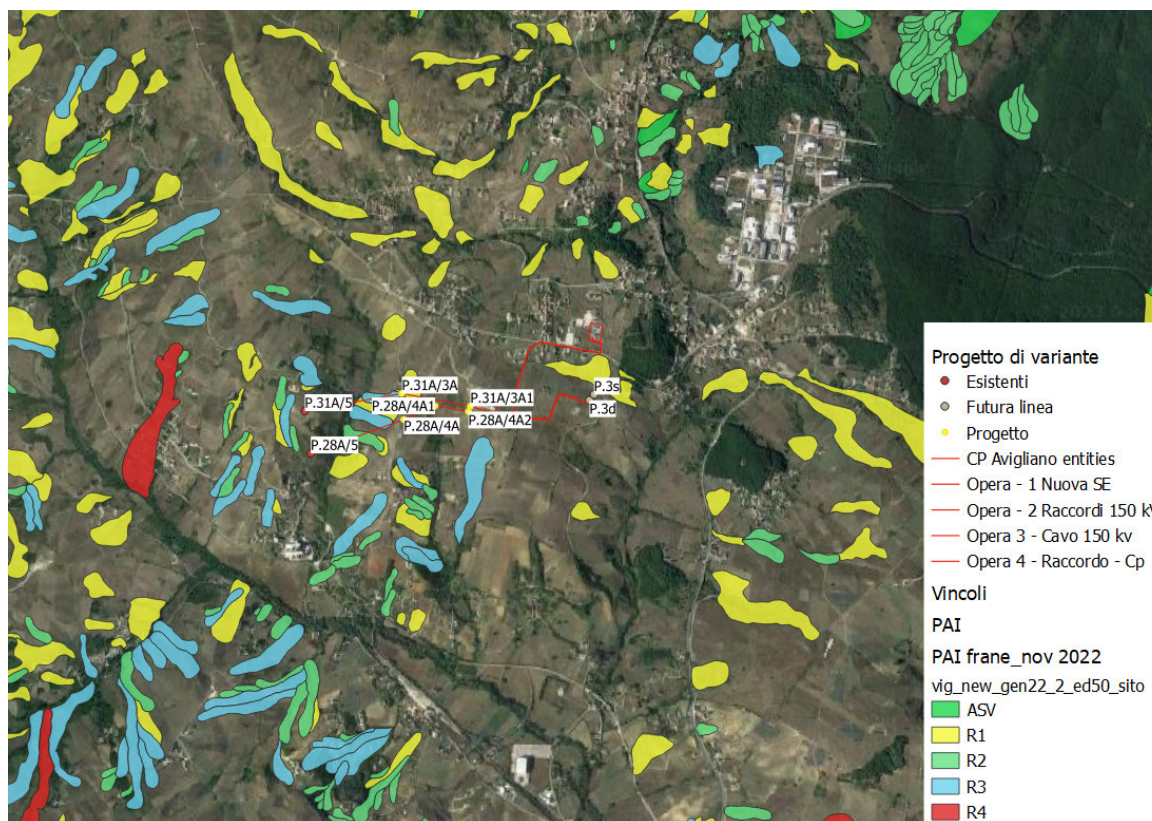 P.31A/3A
P.3s
P.31A/5
P.28A/4A1
P.31A/3A1
P.3d
P.28A/4A
P.28A/4A2
P.28A/5
Progetto di variante
Esistenti
Futura linea
Progetto
CP Avigliano entities
Opera - 1 Nuova SE
Opera - 2 Raccordi 150 kV
Opera 3 - Cavo 150 kv
Opera 4 - Raccordo - Cp
Vincoli
PAI
PAI frane_nov 2022
vig_new_gen22_2_ed50_sito
ASV
R1
R2
R3
R4